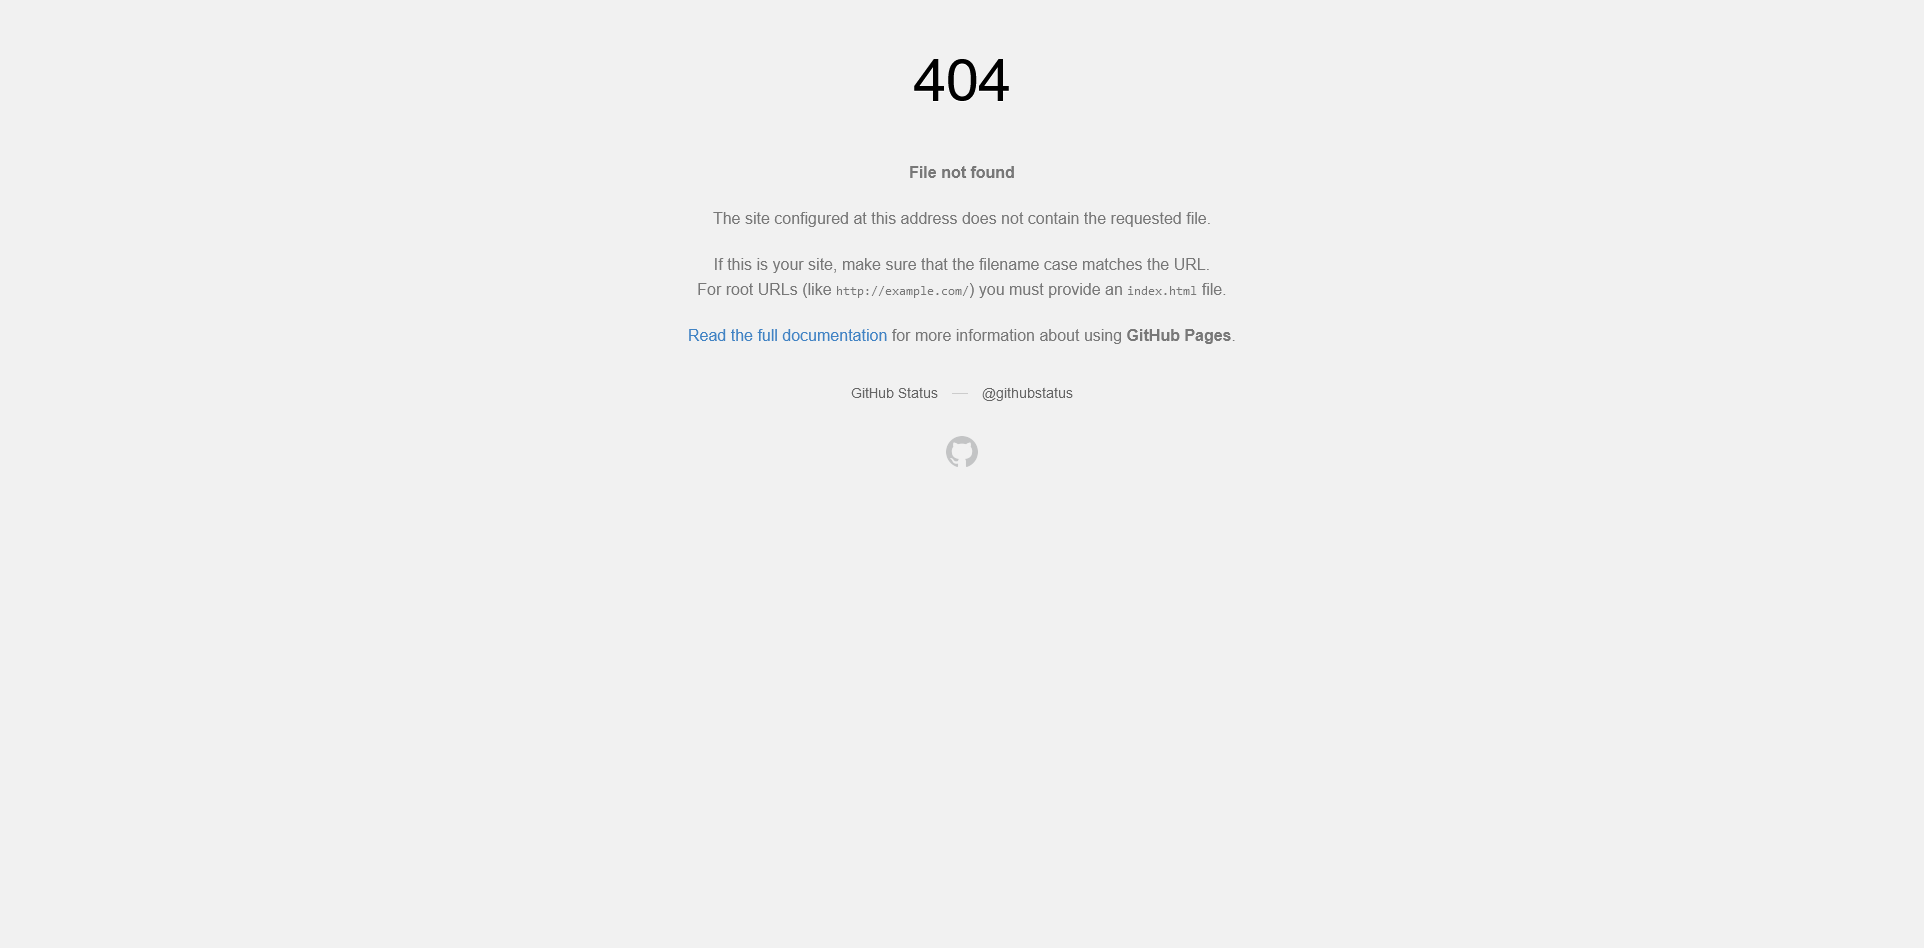 404
File not found
The site configured at this address does not contain the requested file.
If this is your site, make sure that the filename case matches the URL.
For root URLs (like http://example.com/) you must provide an index.html file.
Read the full documentation for more information about using GitHub Pages.
GitHub Status — @githubstatus